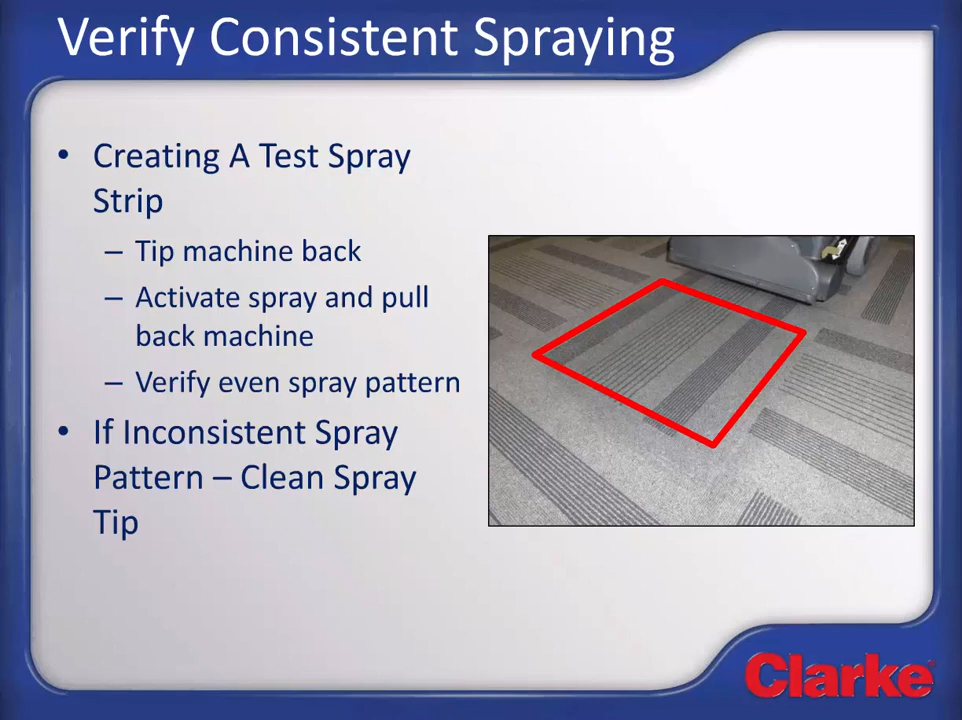 Verify Consistent Spraying
• Creating A Test Spray
Strip
– Tip machine back
– Activate spray and pull
back machine
– Verify even spray pattern
• If Inconsistent Spray
Pattern – Clean Spray
Tip
Clarke